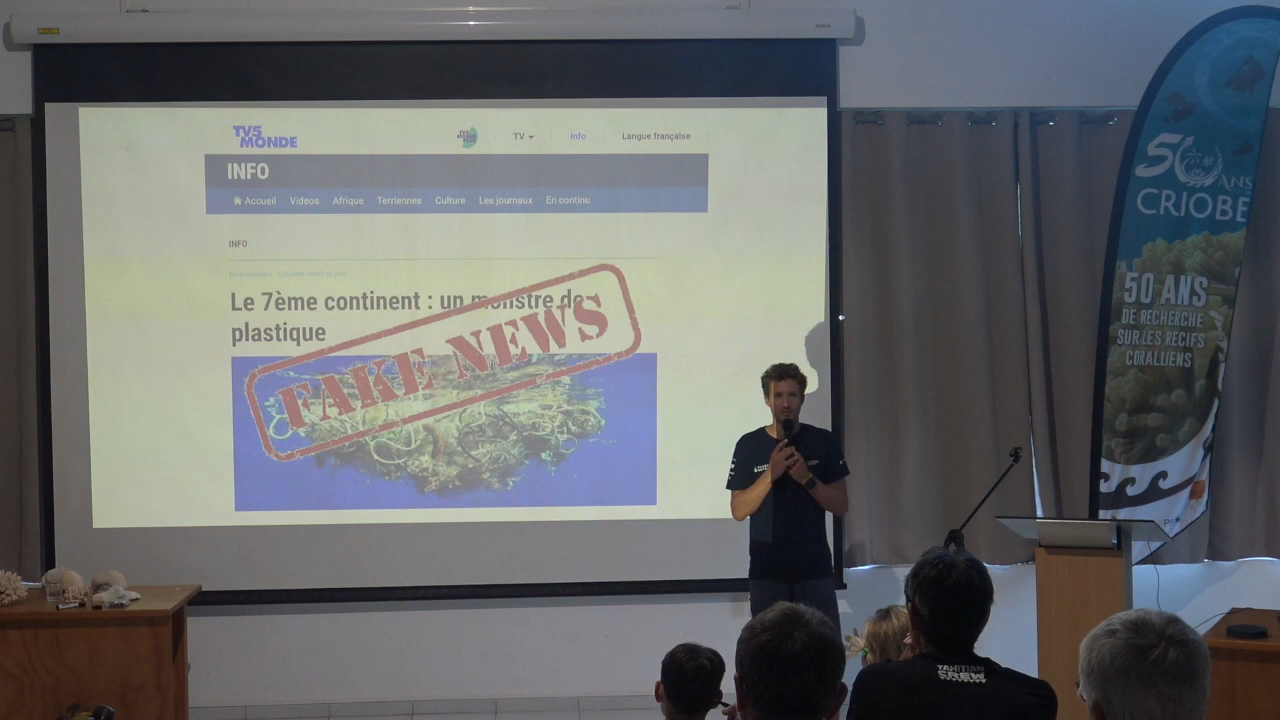 TV5
MONDE
TV
Info
Langue française
INFO
Accueil
Videos
Afrique
Terriennes
Culture
Les journaux
En continu
INFO
Le 7ème continent : un monstre de
plastique
FAKE NEWS
50 ANS
CRIOBE
50 ANS
DE RECHERCHE
SUR LES RECIFS
CORALLIENS
TAHITIAN
CREW